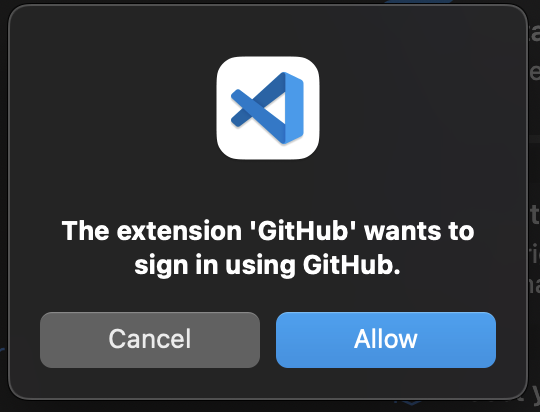 The extension 'GitHub' wants to
sign in using GitHub.
Cancel
Allow